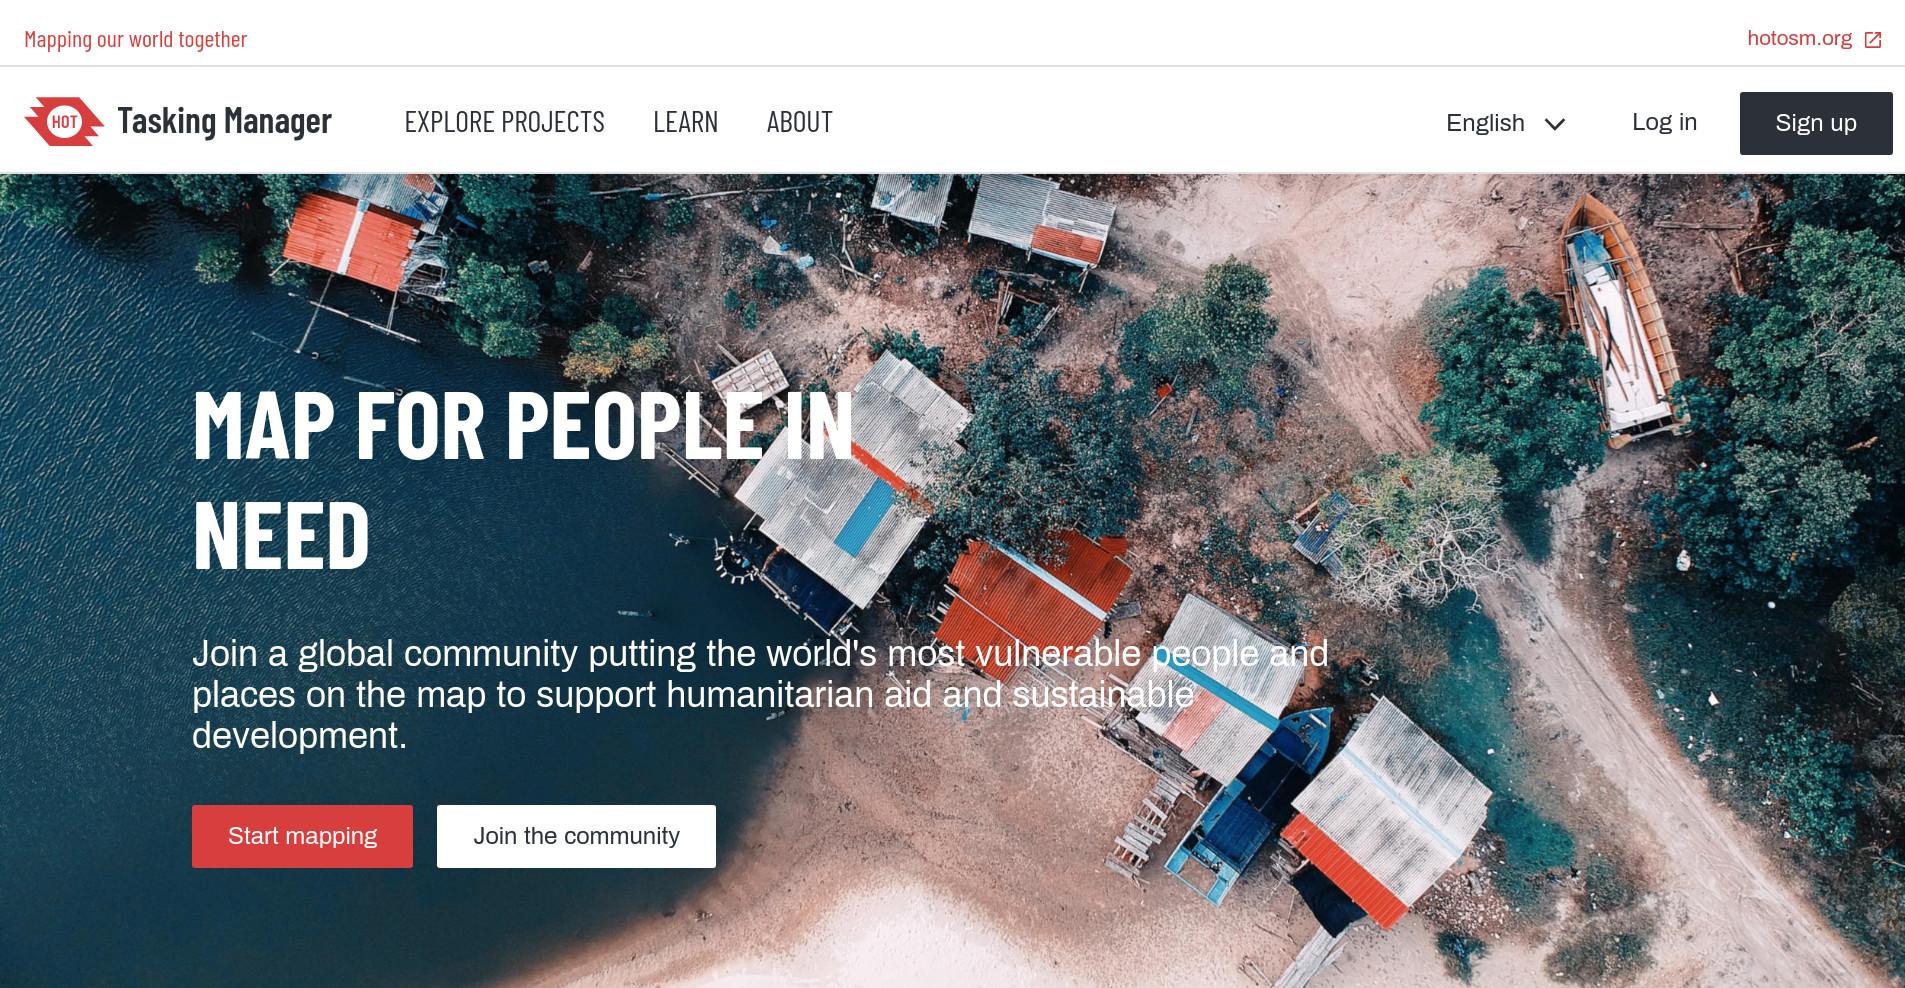 Mapping our world together
hotosm.org
HOT
Tasking Manager
EXPLORE PROJECTS
LEARN
ABOUT
English
Log in
Sign up
MAP FOR PEOPLE IN
NEED
Join a global community putting the world's most vulnerable people and
places on the map to support humanitarian aid and sustainable
development.
Start mapping
Join the community